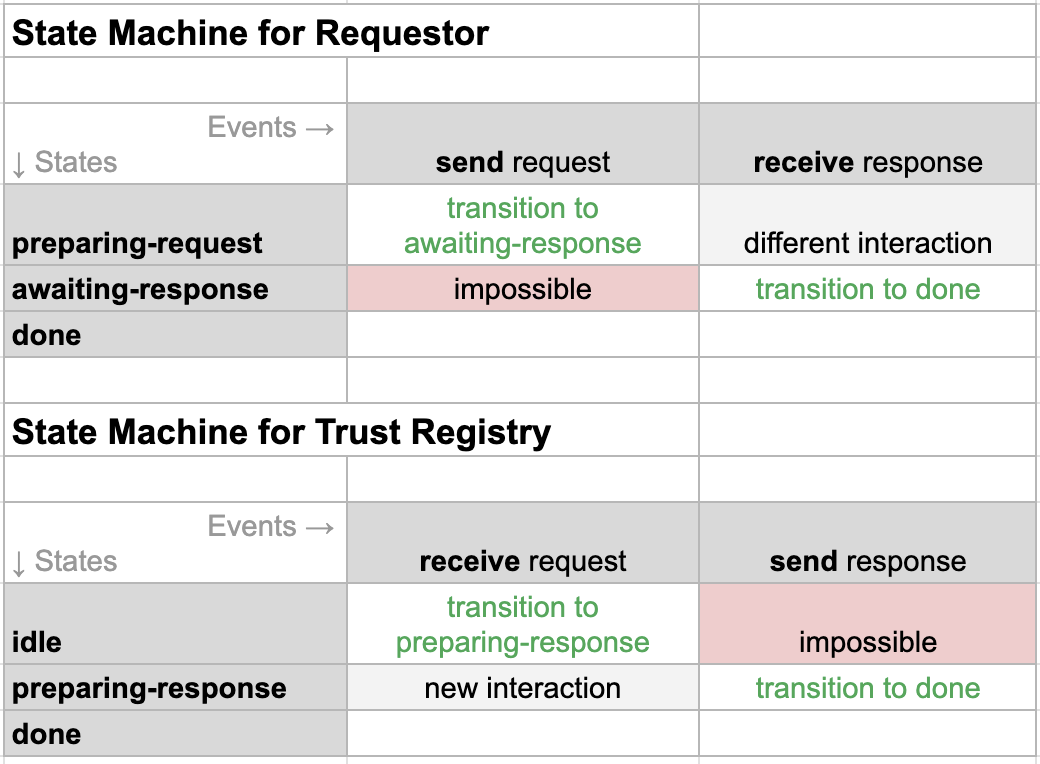 State Machine for Requestor
Events →
↓ States
send request
receive response
preparing-request
transition to
awaiting-response
different interaction
awaiting-response
impossible
transition to done
done
State Machine for Trust Registry
Events →
↓ States
receive request
send response
idle
transition to
preparing-response
impossible
preparing-response
new interaction
transition to done
done